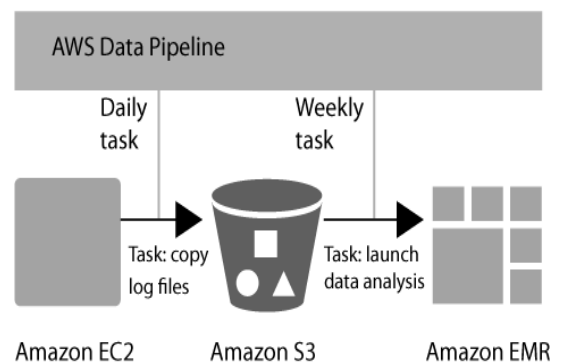 AWS Data Pipeline
Daily
task
Weekly
task
Task: copy
log files
Task: launch
data analysis
Amazon EC2
Amazon S3
Amazon EMR